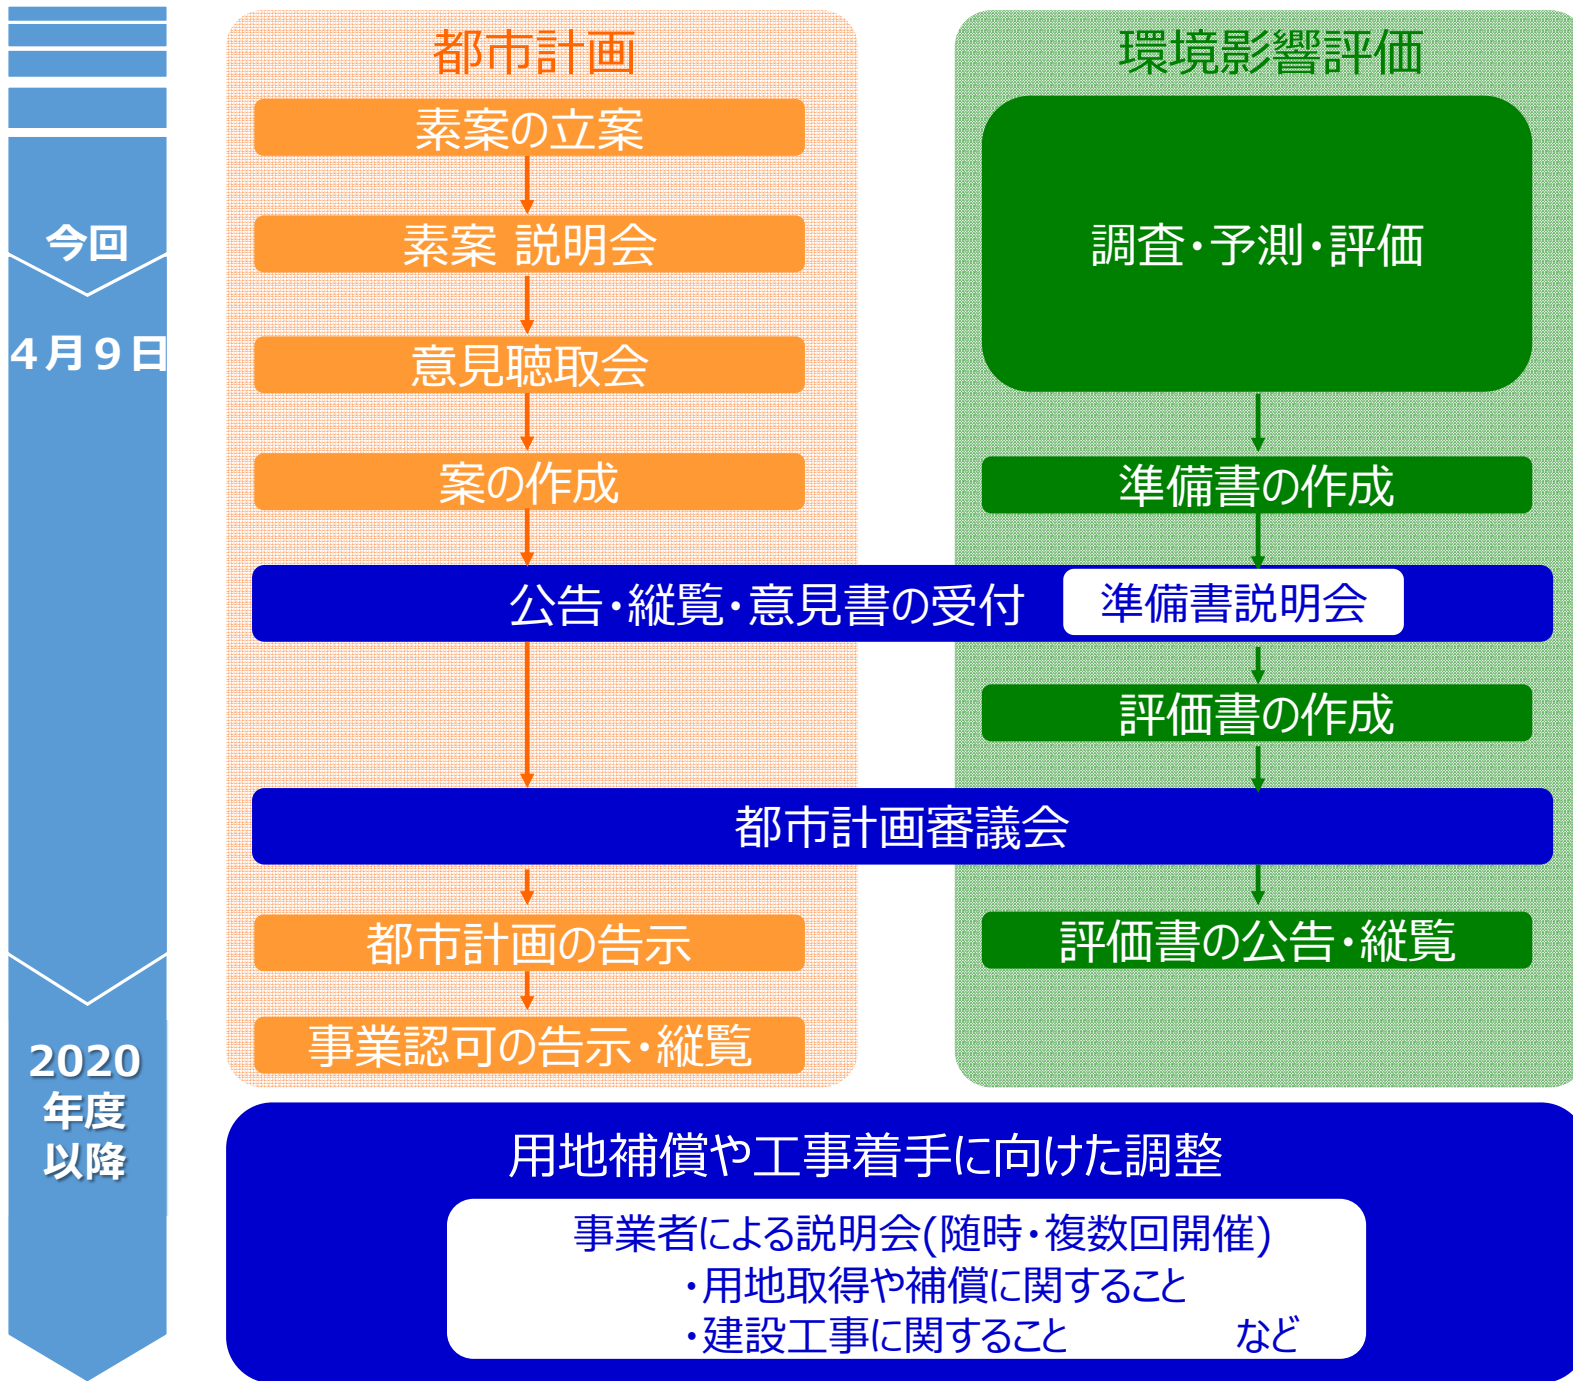 今回
４月９日
2020
年度
以降
都市計画
素案の立案
素案 説明会
意見聴取会
案の作成
環境影響評価
調査・予測・評価
準備書の作成
公告・縦覧・意見書の受付
準備書説明会
評価書の作成
都市計画審議会
都市計画の告示
事業認可の告示・縦覧
評価書の公告・縦覧
用地補償や工事着手に向けた調整
事業者による説明会(随時・複数回開催)
・用地取得や補償に関すること
・建設工事に関すること　　　　など